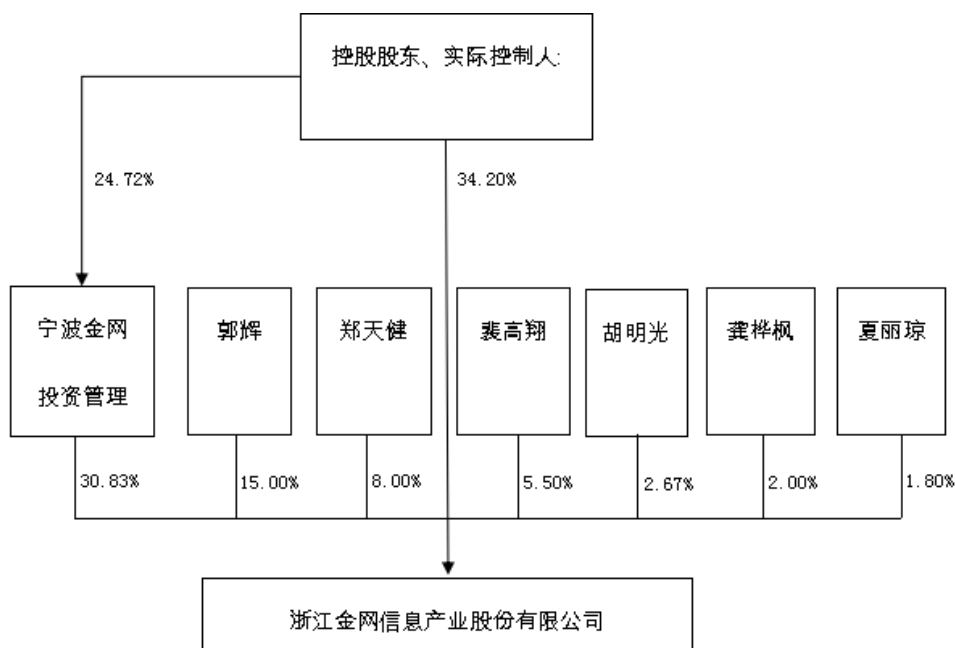 控股股东、实际控制人:
24.72%
34.20%
宁波金网
投资管理
郭辉
郑天健
裴高翔
胡明光
龚桦枫
夏丽琼
30.83%
15.00%
8.00%
5.50%
2.67%
2.00%
1.80%
浙江金网信息产业股份有限公司